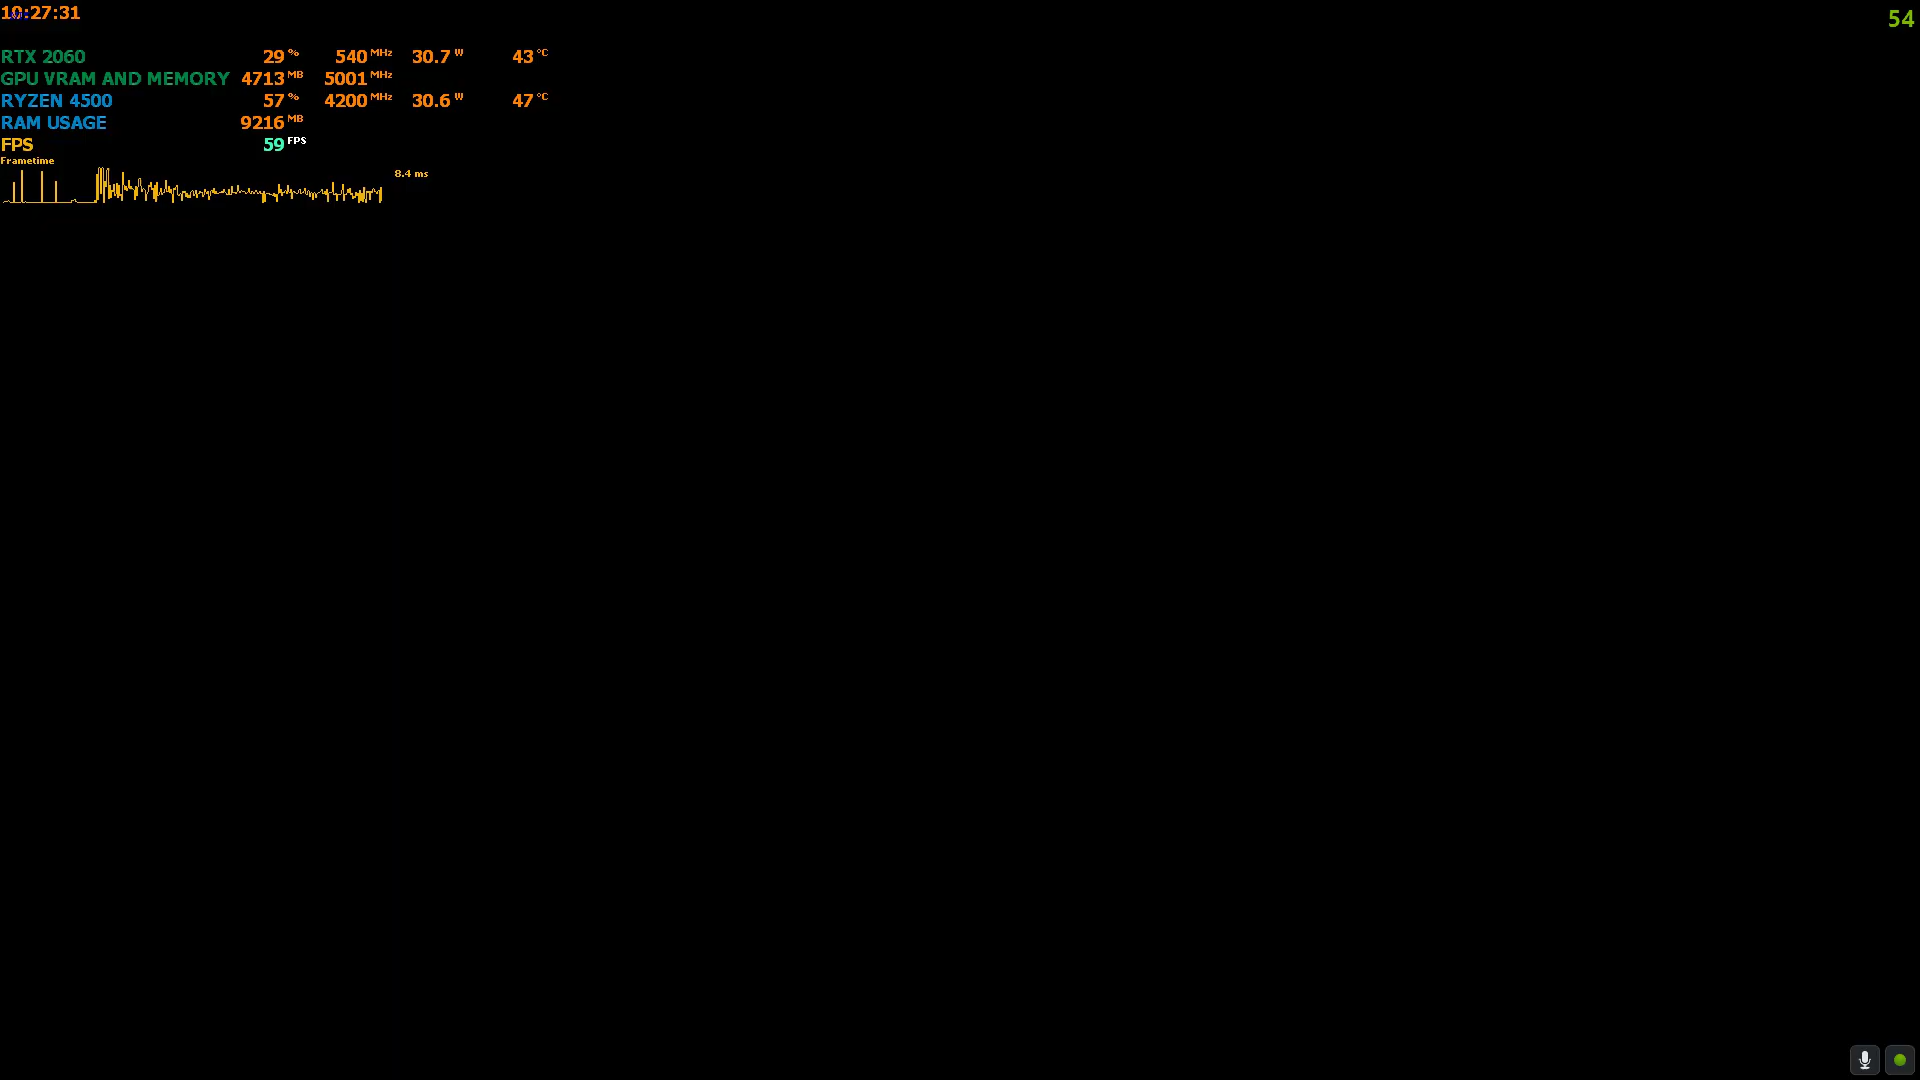 10:27:31
54
RTX 2060 29 % 540 MHz 30.7 W 43 °C
GPU VRAM AND MEMORY 4713 MB 5001 MHz
RYZEN 4500 57 % 4200 MHz 30.6 W 47 °C
RAM USAGE 9216 MB
FPS 59 FPS
Frametime
8.4 ms